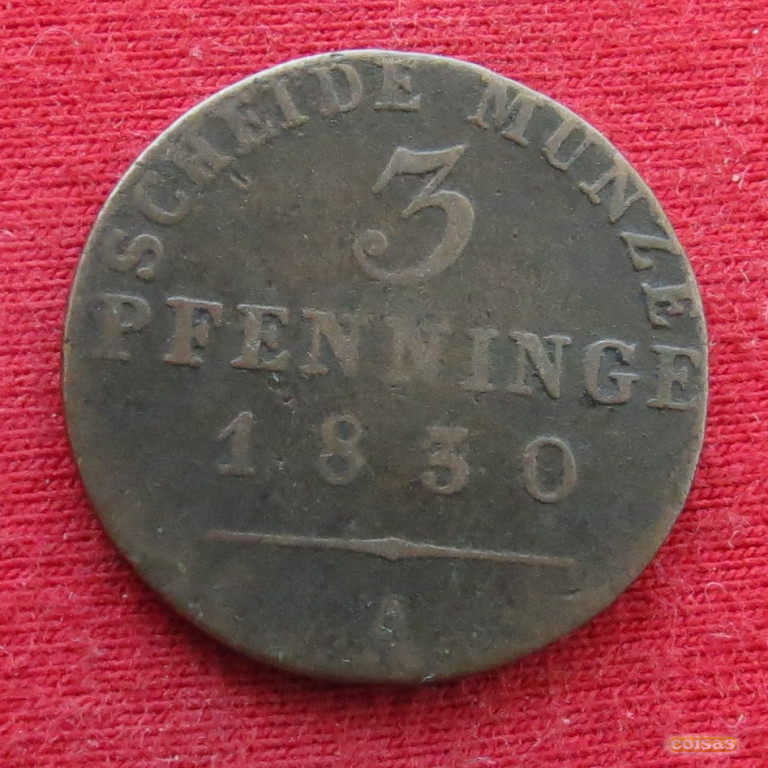 SCHEIDE MUNZE
3
PFENNINGE
1830
A
coisas